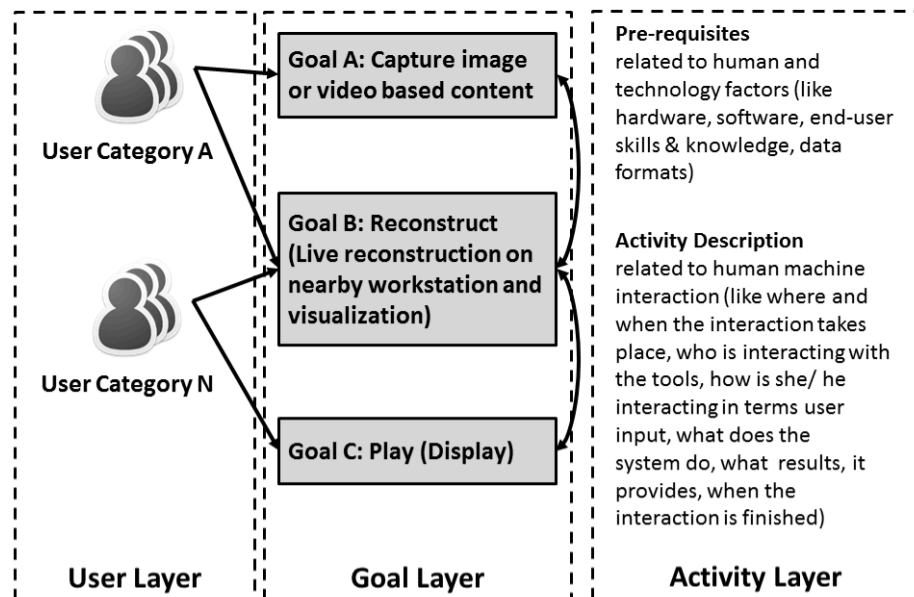 User Category A
User Category N
User Layer
Goal A: Capture image
or video based content
Goal B: Reconstruct
(Live reconstruction on
nearby workstation and
visualization)
Goal C: Play (Display)
Goal Layer
Pre-requisites
related to human and
technology factors (like
hardware, software, end-user
skills & knowledge, data
formats)
Activity Description
related to human machine
interaction (like where and
when the interaction takes
place, who is interacting with
the tools, how is she/ he
interacting in terms user
input, what does the
system do, what  results, it
provides, when the
interaction is finished)
Activity Layer